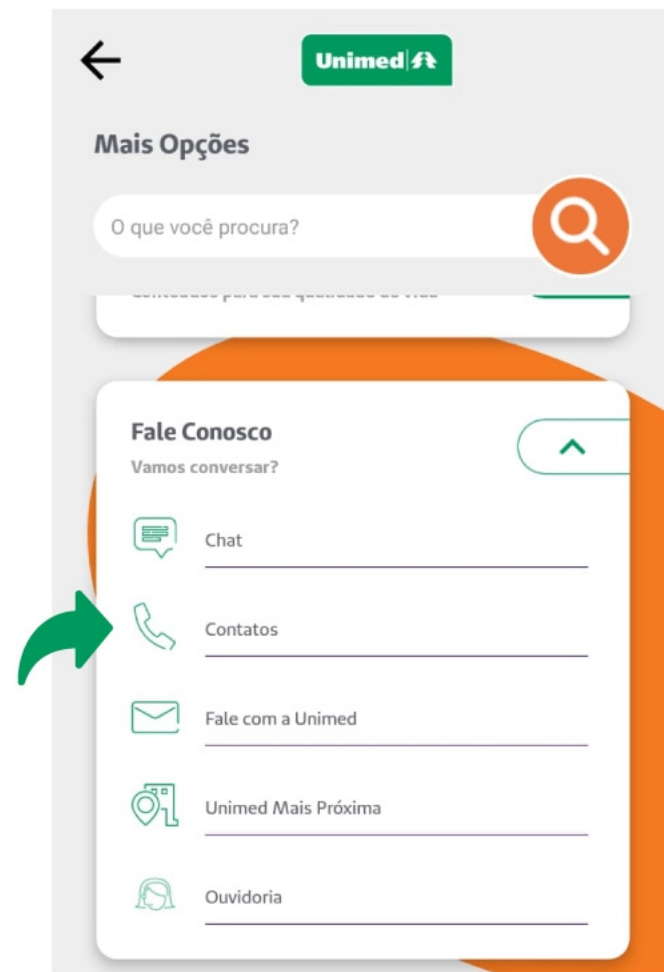 Unimed
Mais Opções
O que você procura?
Fale Conosco
Vamos conversar?
Chat
Contatos
Fale com a Unimed
Unimed Mais Próxima
Ouvidoria